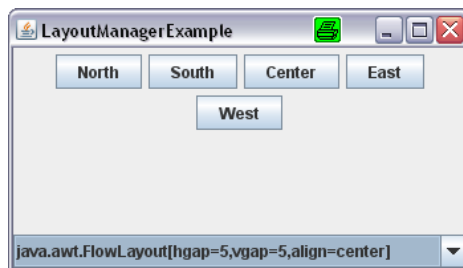 LayoutManagerExample
North South Center East
West
java.awt.FlowLayout[hgap=5,vgap=5,align=center]